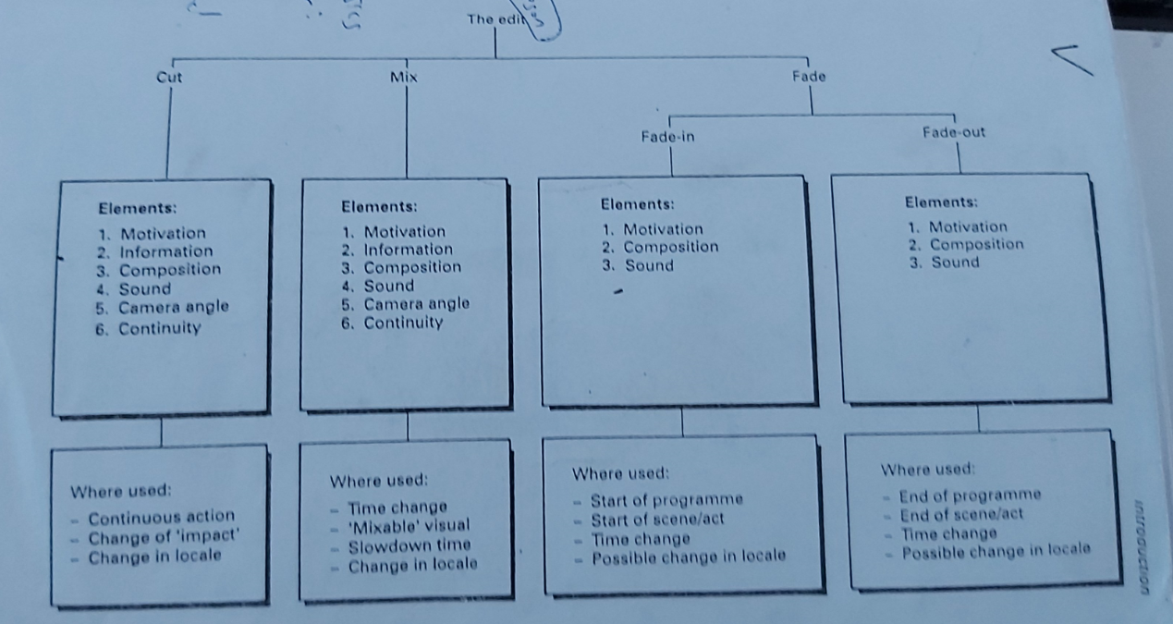 The edit
Cut
Mix
Fade
Fade-in
Fade-out
Elements:
1. Motivation
2. Information
3. Composition
4. Sound
5. Camera angle
6. Continuity
Elements:
1. Motivation
2. Information
3. Composition
4. Sound
5. Camera angle
6. Continuity
Elements:
1. Motivation
2. Composition
3. Sound
Elements:
1. Motivation
2. Composition
3. Sound
Where used:
– Continuous action
– Change of 'impact'
– Change in locale
Where used:
– Time change
– 'Mixable' visual
– Slowdown time
– Change in locale
Where used:
– Start of programme
– Start of scene/act
– Time change
– Possible change in locale
Where used:
– End of programme
– End of scene/act
– Time change
– Possible change in locale
Introduction